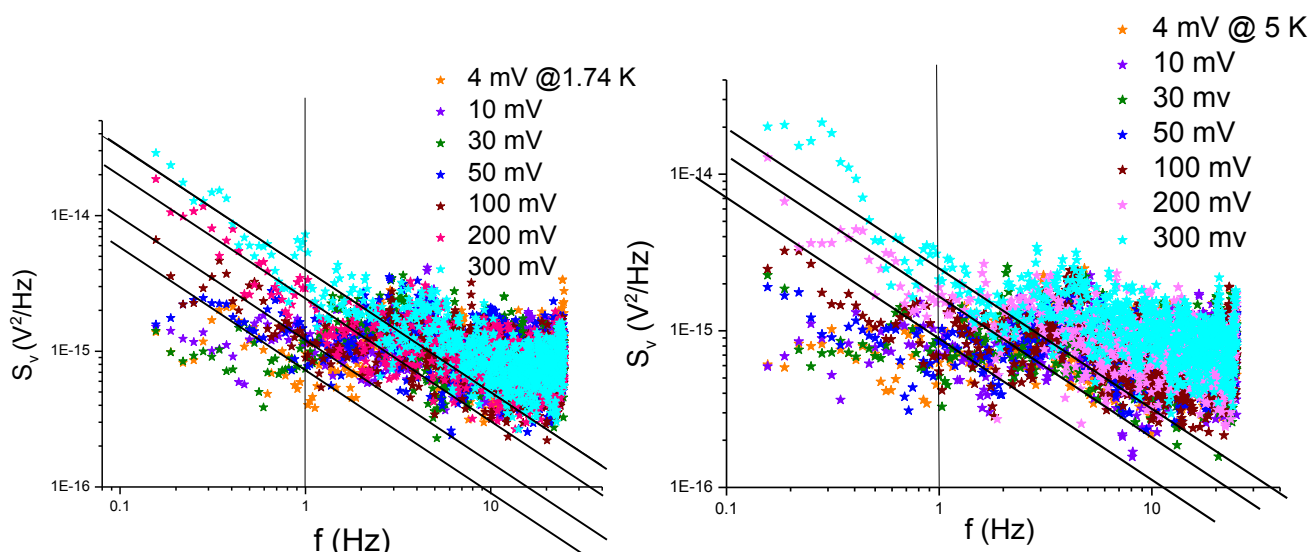 4 mV @1.74 K
10 mV
30 mV
50 mV
100 mV
200 mV
300 mV
1E-14
1E-15
1E-16
0.1
1
10
S_v (V²/Hz)
f (Hz)
4 mV @ 5 K
10 mV
30 mv
50 mV
100 mV
200 mV
300 mv
1E-14
1E-15
1E-16
0.1
1
10
S_v (V²/Hz)
f (Hz)